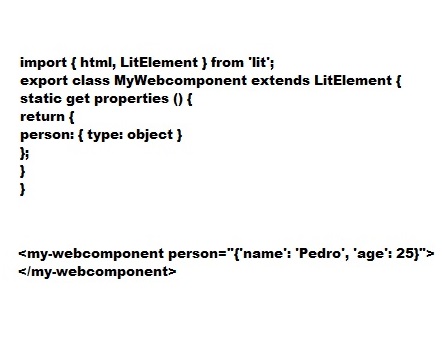 import { html, LitElement } from 'lit';
export class MyWebcomponent extends LitElement {
static get properties () {
return {
person: { type: object }
};
}
}
<my-webcomponent person="{'name': 'Pedro', 'age': 25}">
</my-webcomponent>